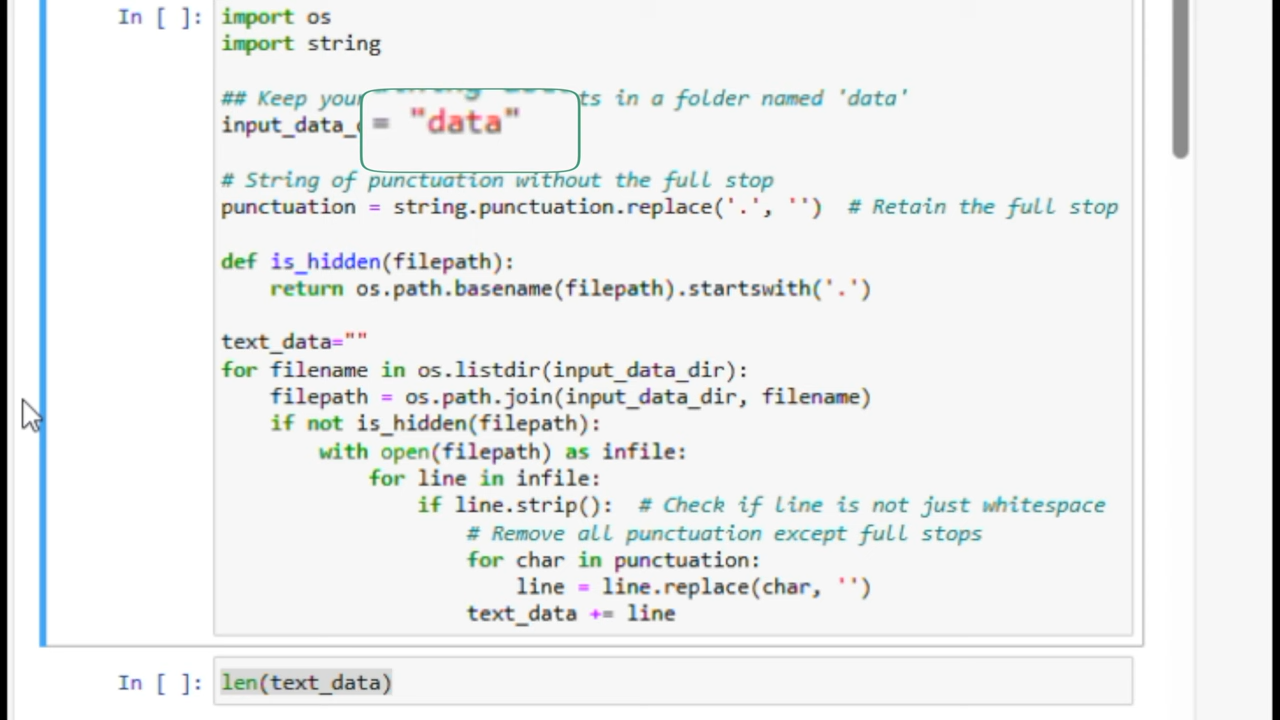 In [ ]: import os
import string
## Keep your ts in a folder named 'data'
input_data_ = "data"
# String of punctuation without the full stop
punctuation = string.punctuation.replace('.', '')  # Retain the full stop
def is_hidden(filepath):
    return os.path.basename(filepath).startswith('.')
text_data=""
for filename in os.listdir(input_data_dir):
    filepath = os.path.join(input_data_dir, filename)
    if not is_hidden(filepath):
        with open(filepath) as infile:
            for line in infile:
                if line.strip():  # Check if line is not just whitespace
                    # Remove all punctuation except full stops
                    for char in punctuation:
                        line = line.replace(char, '')
                    text_data += line
In [ ]: len(text_data)